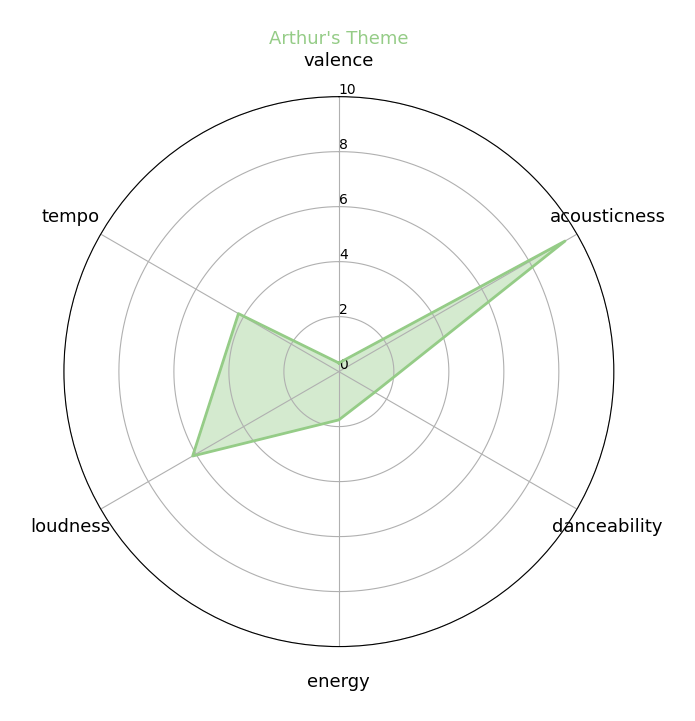 Arthur's Theme
valence
10
8
tempo
6
acousticness
4
2
0
loudness
danceability
energy